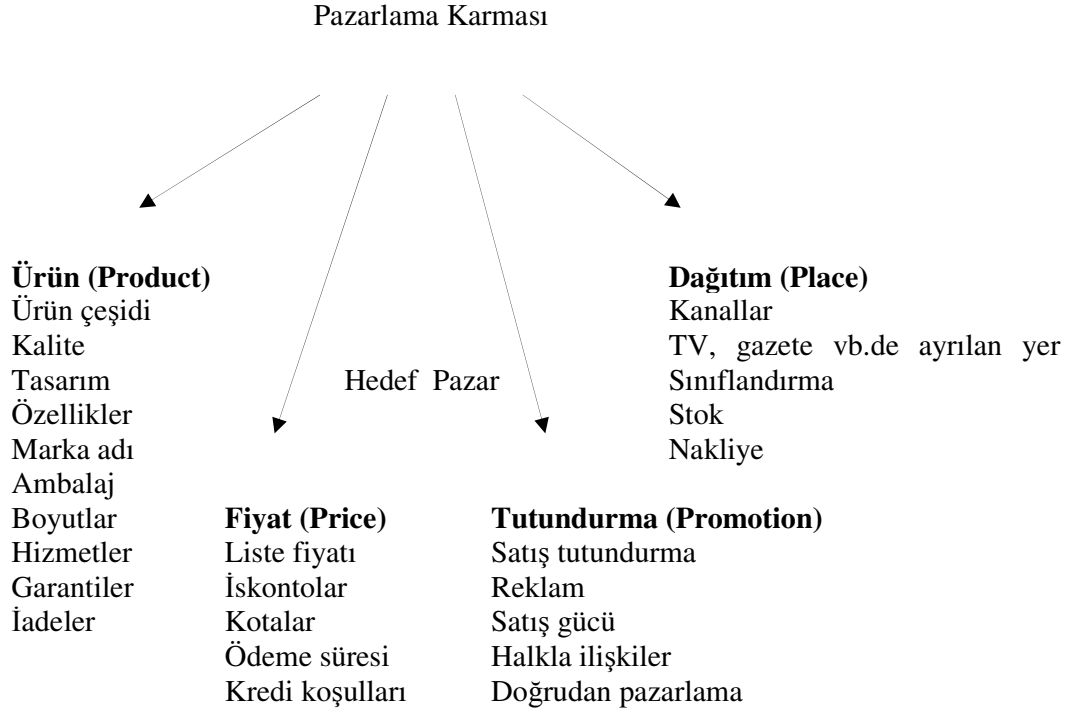 Pazarlama Karması
Ürün (Product)
Ürün çeşidi
Kalite
Tasarım
Özellikler
Marka adı
Ambalaj
Boyutlar
Hizmetler
Garantiler
İadeler
Hedef Pazar
Fiyat (Price)
Liste fiyatı
İskontolar
Kotalar
Ödeme süresi
Kredi koşulları
Tutundurma (Promotion)
Satış tutundurma
Reklam
Satış gücü
Halkla ilişkiler
Doğrudan pazarlama
Dağıtım (Place)
Kanallar
TV, gazete vb.de ayrılan yer
Sınıflandırma
Stok
Nakliye